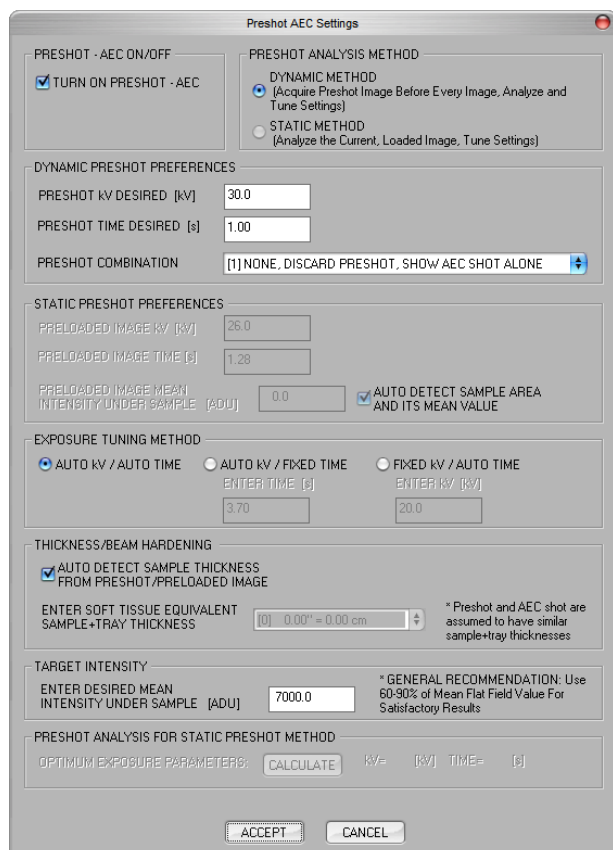 Preshot AEC Settings
PRESHOT - AEC ON/OFF
TURN ON PRESHOT - AEC
PRESHOT ANALYSIS METHOD
DYNAMIC METHOD
(Acquire Preshot Image Before Every Image, Analyze and
Tune Settings)
STATIC METHOD
(Analyze the Current, Loaded Image, Tune Settings)
DYNAMIC PRESHOT PREFERENCES
PRESHOT kV DESIRED [kV]
30.0
PRESHOT TIME DESIRED [s]
1.00
PRESHOT COMBINATION
[1] NONE, DISCARD PRESHOT, SHOW AEC SHOT ALONE
STATIC PRESHOT PREFERENCES
PRELOADED IMAGE kV [kV]
26.0
PRELOADED IMAGE TIME [s]
1.28
PRELOADED IMAGE MEAN
INTENSITY UNDER SAMPLE [ADU]
0.0
AUTO DETECT SAMPLE AREA
AND ITS MEAN VALUE
EXPOSURE TUNING METHOD
AUTO kV / AUTO TIME
AUTO kV / FIXED TIME
ENTER TIME [s]
3.70
FIXED kV / AUTO TIME
ENTER kV [kV]
20.0
THICKNESS/BEAM HARDENING
AUTO DETECT SAMPLE THICKNESS
FROM PRESHOT/PRELOADED IMAGE
ENTER SOFT TISSUE EQUIVALENT
SAMPLE+TRAY THICKNESS
[0] 0.00" = 0.00 cm
* Preshot and AEC shot are
assumed to have similar
sample+tray thicknesses
TARGET INTENSITY
ENTER DESIRED MEAN
INTENSITY UNDER SAMPLE [ADU]
7000.0
* GENERAL RECOMMENDATION: Use
60-90% of Mean Flat Field Value For
Satisfactory Results
PRESHOT ANALYSIS FOR STATIC PRESHOT METHOD
OPTIMUM EXPOSURE PARAMETERS:
CALCULATE
kV= [kV] TIME= [s]
ACCEPT
CANCEL